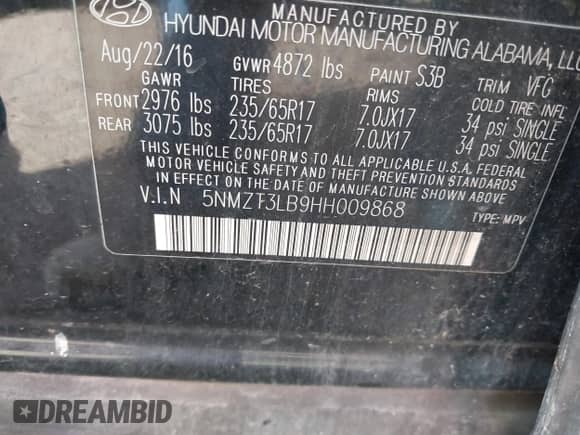 MANUFACTURED BY
HYUNDAI MOTOR MANUFACTURING ALABAMA, LLC
Aug/22/16 GVWR 4872 lbs PAINT S3B TRIM VFC
GAWR TIRES RIMS COLD TIRE INFL
FRONT 2976 lbs 235/65R17 7.0JX17 34 psi SINGLE
REAR 3075 lbs 235/65R17 7.0JX17 34 psi SINGLE
THIS VEHICLE CONFORMS TO ALL APPLICABLE U.S.A. FEDERAL
MOTOR VEHICLE SAFETY AND THEFT PREVENTION STANDARDS
IN EFFECT ON THE DATE OF MANUFACTURE SHOWN ABOVE
V.I.N 5NMZT3LB9HH009868
TYPE: MPV
DREAMBID